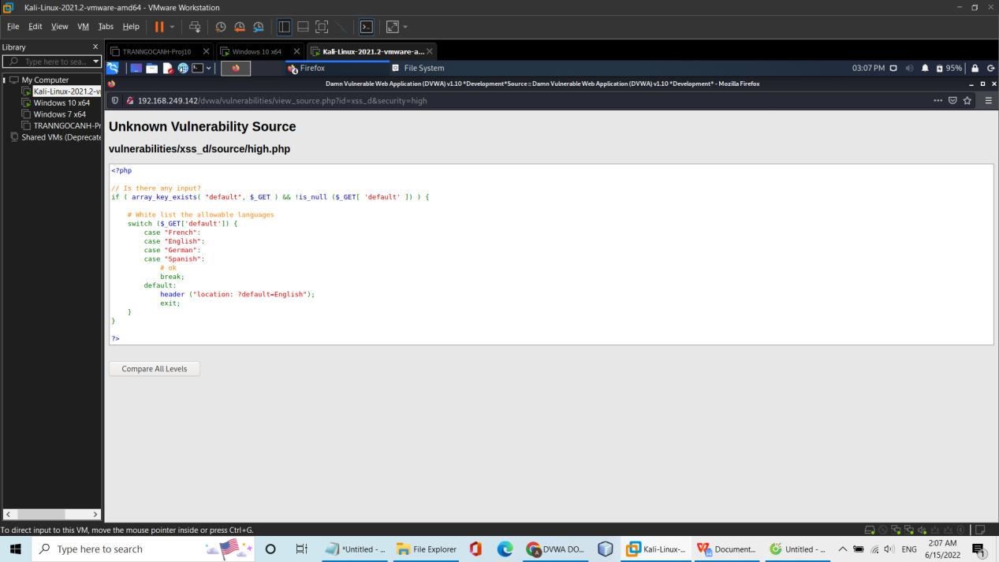 Kali-Linux-2021.2-vmware-amd64 - VMware Workstation
File Edit View VM Tabs Help
Library X
Type here to sea...
My Computer
Kali-Linux-2021.2-v
Windows 10 x64
Windows 7 x64
TRANNGOCANH-Pr
Shared VMs (Deprecate
TRANNGOCANH-Proj10
Windows 10 x64
Kali-Linux-2021.2-vmware-a...
Firefox
File System
03:07 PM
95%
Damn Vulnerable Web Application (DVWA) v1.10 *Development*Source :: Damn Vulnerable Web Application (DVWA) v1.10 *Development* - Mozilla Firefox
192.168.249.142/dvwa/vulnerabilities/view_source.php?id=xss_d&security=high
Unknown Vulnerability Source
vulnerabilities/xss_d/source/high.php
<?php
// Is there any input?
if ( array_key_exists( "default", $_GET ) && !is_null ($_GET[ 'default' ]) ) {
# White list the allowable languages
switch ($_GET['default']) {
case "French":
case "English":
case "German":
case "Spanish":
# ok
break;
default:
header ("location: ?default=English");
exit;
}
}
?>
Compare All Levels
To direct input to this VM, move the mouse pointer inside or press Ctrl+G.
Type here to search
*Untitled - ...
File Explorer
DVWA DO...
Kali-Linux-...
Document...
Untitled - ...
ENG
2:07 AM
6/15/2022
1